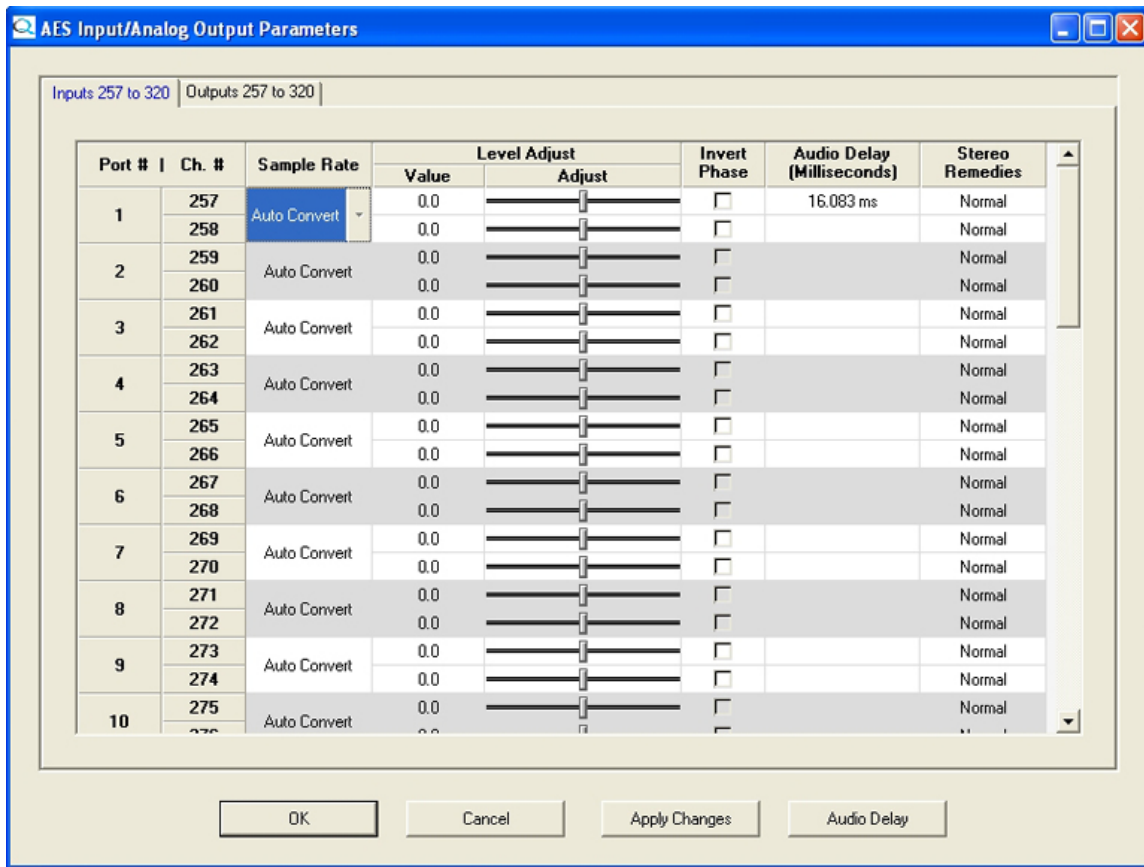 AES Input/Analog Output Parameters
Inputs 257 to 320 Outputs 257 to 320
Port # | Ch. # Sample Rate Level Adjust Invert Phase Audio Delay (Milliseconds) Stereo Remedies
Value Adjust
1 257 Auto Convert 0.0 16.083 ms Normal
258 0.0 Normal
2 259 Auto Convert 0.0 Normal
260 0.0 Normal
3 261 Auto Convert 0.0 Normal
262 0.0 Normal
4 263 Auto Convert 0.0 Normal
264 0.0 Normal
5 265 Auto Convert 0.0 Normal
266 0.0 Normal
6 267 Auto Convert 0.0 Normal
268 0.0 Normal
7 269 Auto Convert 0.0 Normal
270 0.0 Normal
8 271 Auto Convert 0.0 Normal
272 0.0 Normal
9 273 Auto Convert 0.0 Normal
274 0.0 Normal
10 275 Auto Convert 0.0 Normal
OK Cancel Apply Changes Audio Delay